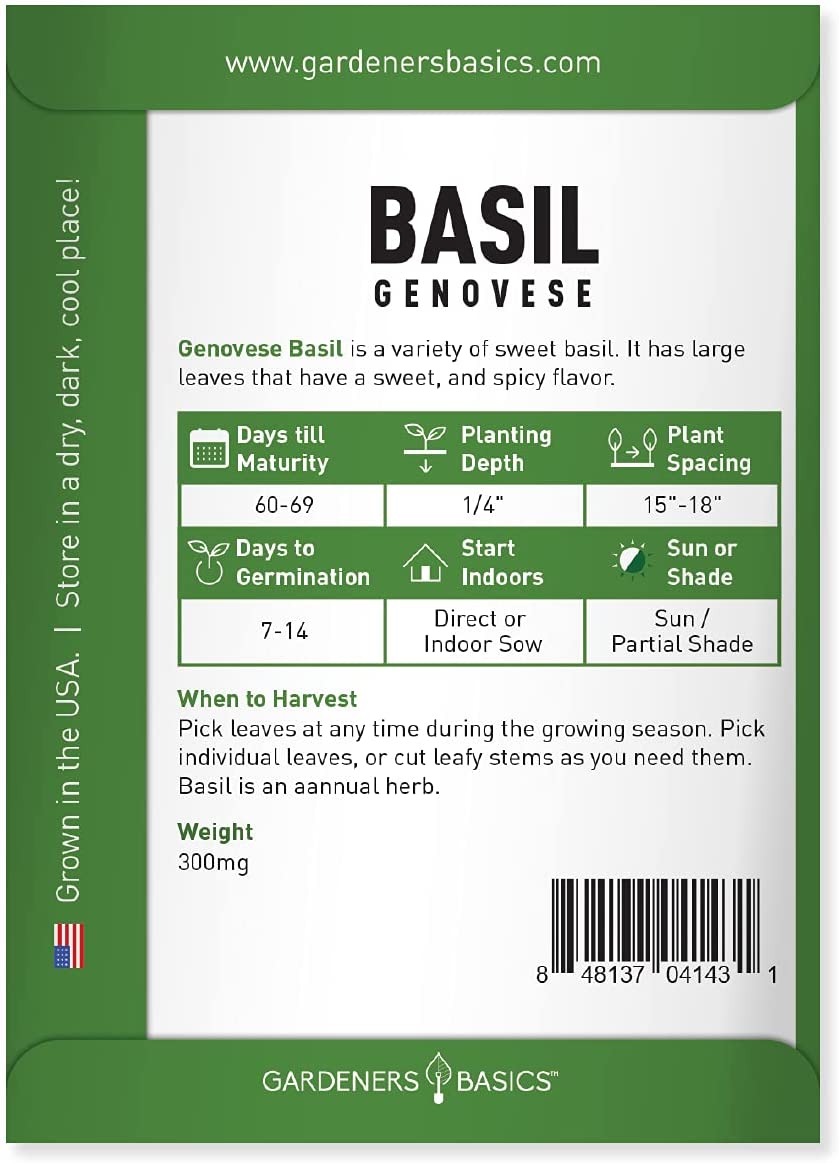 www.gardenersbasics.com
Grown in the USA. | Store in a dry, dark, cool place!
BASIL
GENOVESE
Genovese Basil is a variety of sweet basil. It has large
leaves that have a sweet, and spicy flavor.
Days till Maturity
Planting Depth
Plant Spacing
60-69
1/4"
15"-18"
Days to Germination
Start Indoors
Sun or Shade
7-14
Direct or Indoor Sow
Sun / Partial Shade
When to Harvest
Pick leaves at any time during the growing season. Pick
individual leaves, or cut leafy stems as you need them.
Basil is an aannual herb.
Weight
300mg
8 48137 04143 1
GARDENERS BASICS™